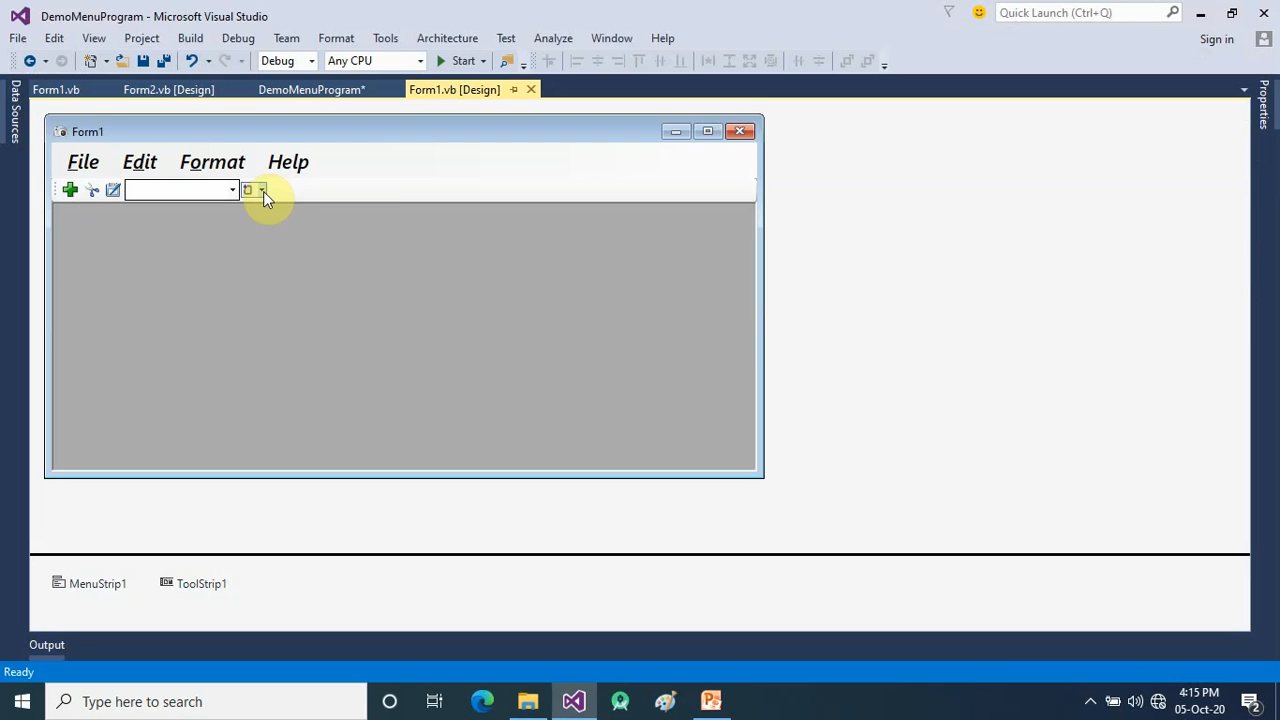 DemoMenuProgram - Microsoft Visual Studio
Quick Launch (Ctrl+Q)
File Edit View Project Build Debug Team Format Tools Architecture Test Analyze Window Help
Sign in
Debug Any CPU Start
Form1.vb Form2.vb [Design] DemoMenuProgram* Form1.vb [Design]
Data Sources
Properties
Form1
File Edit Format Help
MenuStrip1 ToolStrip1
Output
Ready
Type here to search
4:15 PM
05-Oct-20
2